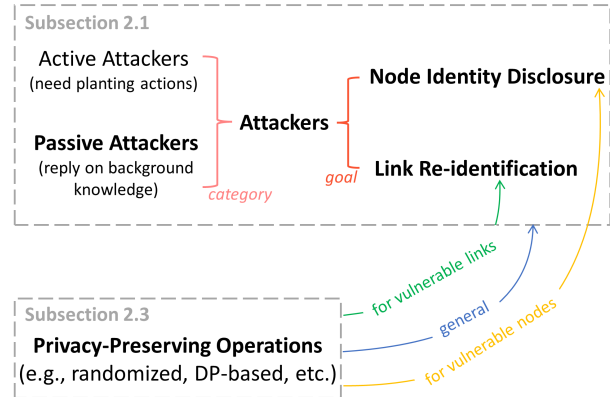 Subsection 2.1
Active Attackers
(need planting actions)
Passive Attackers
(reply on background
knowledge)
category
Attackers
goal
Node Identity Disclosure
Link Re-identification
for vulnerable links
general
for vulnerable nodes
Subsection 2.3
Privacy-Preserving Operations
(e.g., randomized, DP-based, etc.)